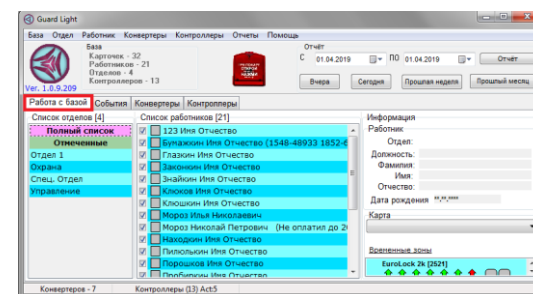 Guard Light
База Отдел Работник Конвертеры Контроллеры Отчеты Помощь
База
Карточек - 32
Работников - 21
Отделов - 4
Контроллеров - 13
Ver. 1.0.9.209
Отчёт
С 01.04.2019 ПО 01.04.2019 Отчёт
Вчера Сегодня Прошлая неделя Прошлый месяц
Работа с базой События Конвертеры Контроллеры
Список отделов [4]
Полный список
Отмеченные
Отдел 1
Охрана
Спец. Отдел
Управление
Список работников [21]
123 Имя Отчество
Бумажкин Имя Отчество (1548-48933 1852-6
Глазкин Имя Отчество
Законкин Имя Отчество
Знайкин Имя Отчество
Клюков Имя Отчество
Клюшкин Имя Отчество
Мороз Илья Николаевич
Мороз Николай Петрович (Не оплатил до 20
Находкин Имя Отчество
Пилюлькин Имя Отчество
Порошков Имя Отчество
Пробиркин Имя Отчество
Информация
Работник
Отдел:
Должность:
Фамилия:
Имя:
Отчество:
Дата рождения **.**.****
Карта
Временные зоны
EuroLock 2k [2521]
Конвертеров - 7 Контроллеры (13) Act:5